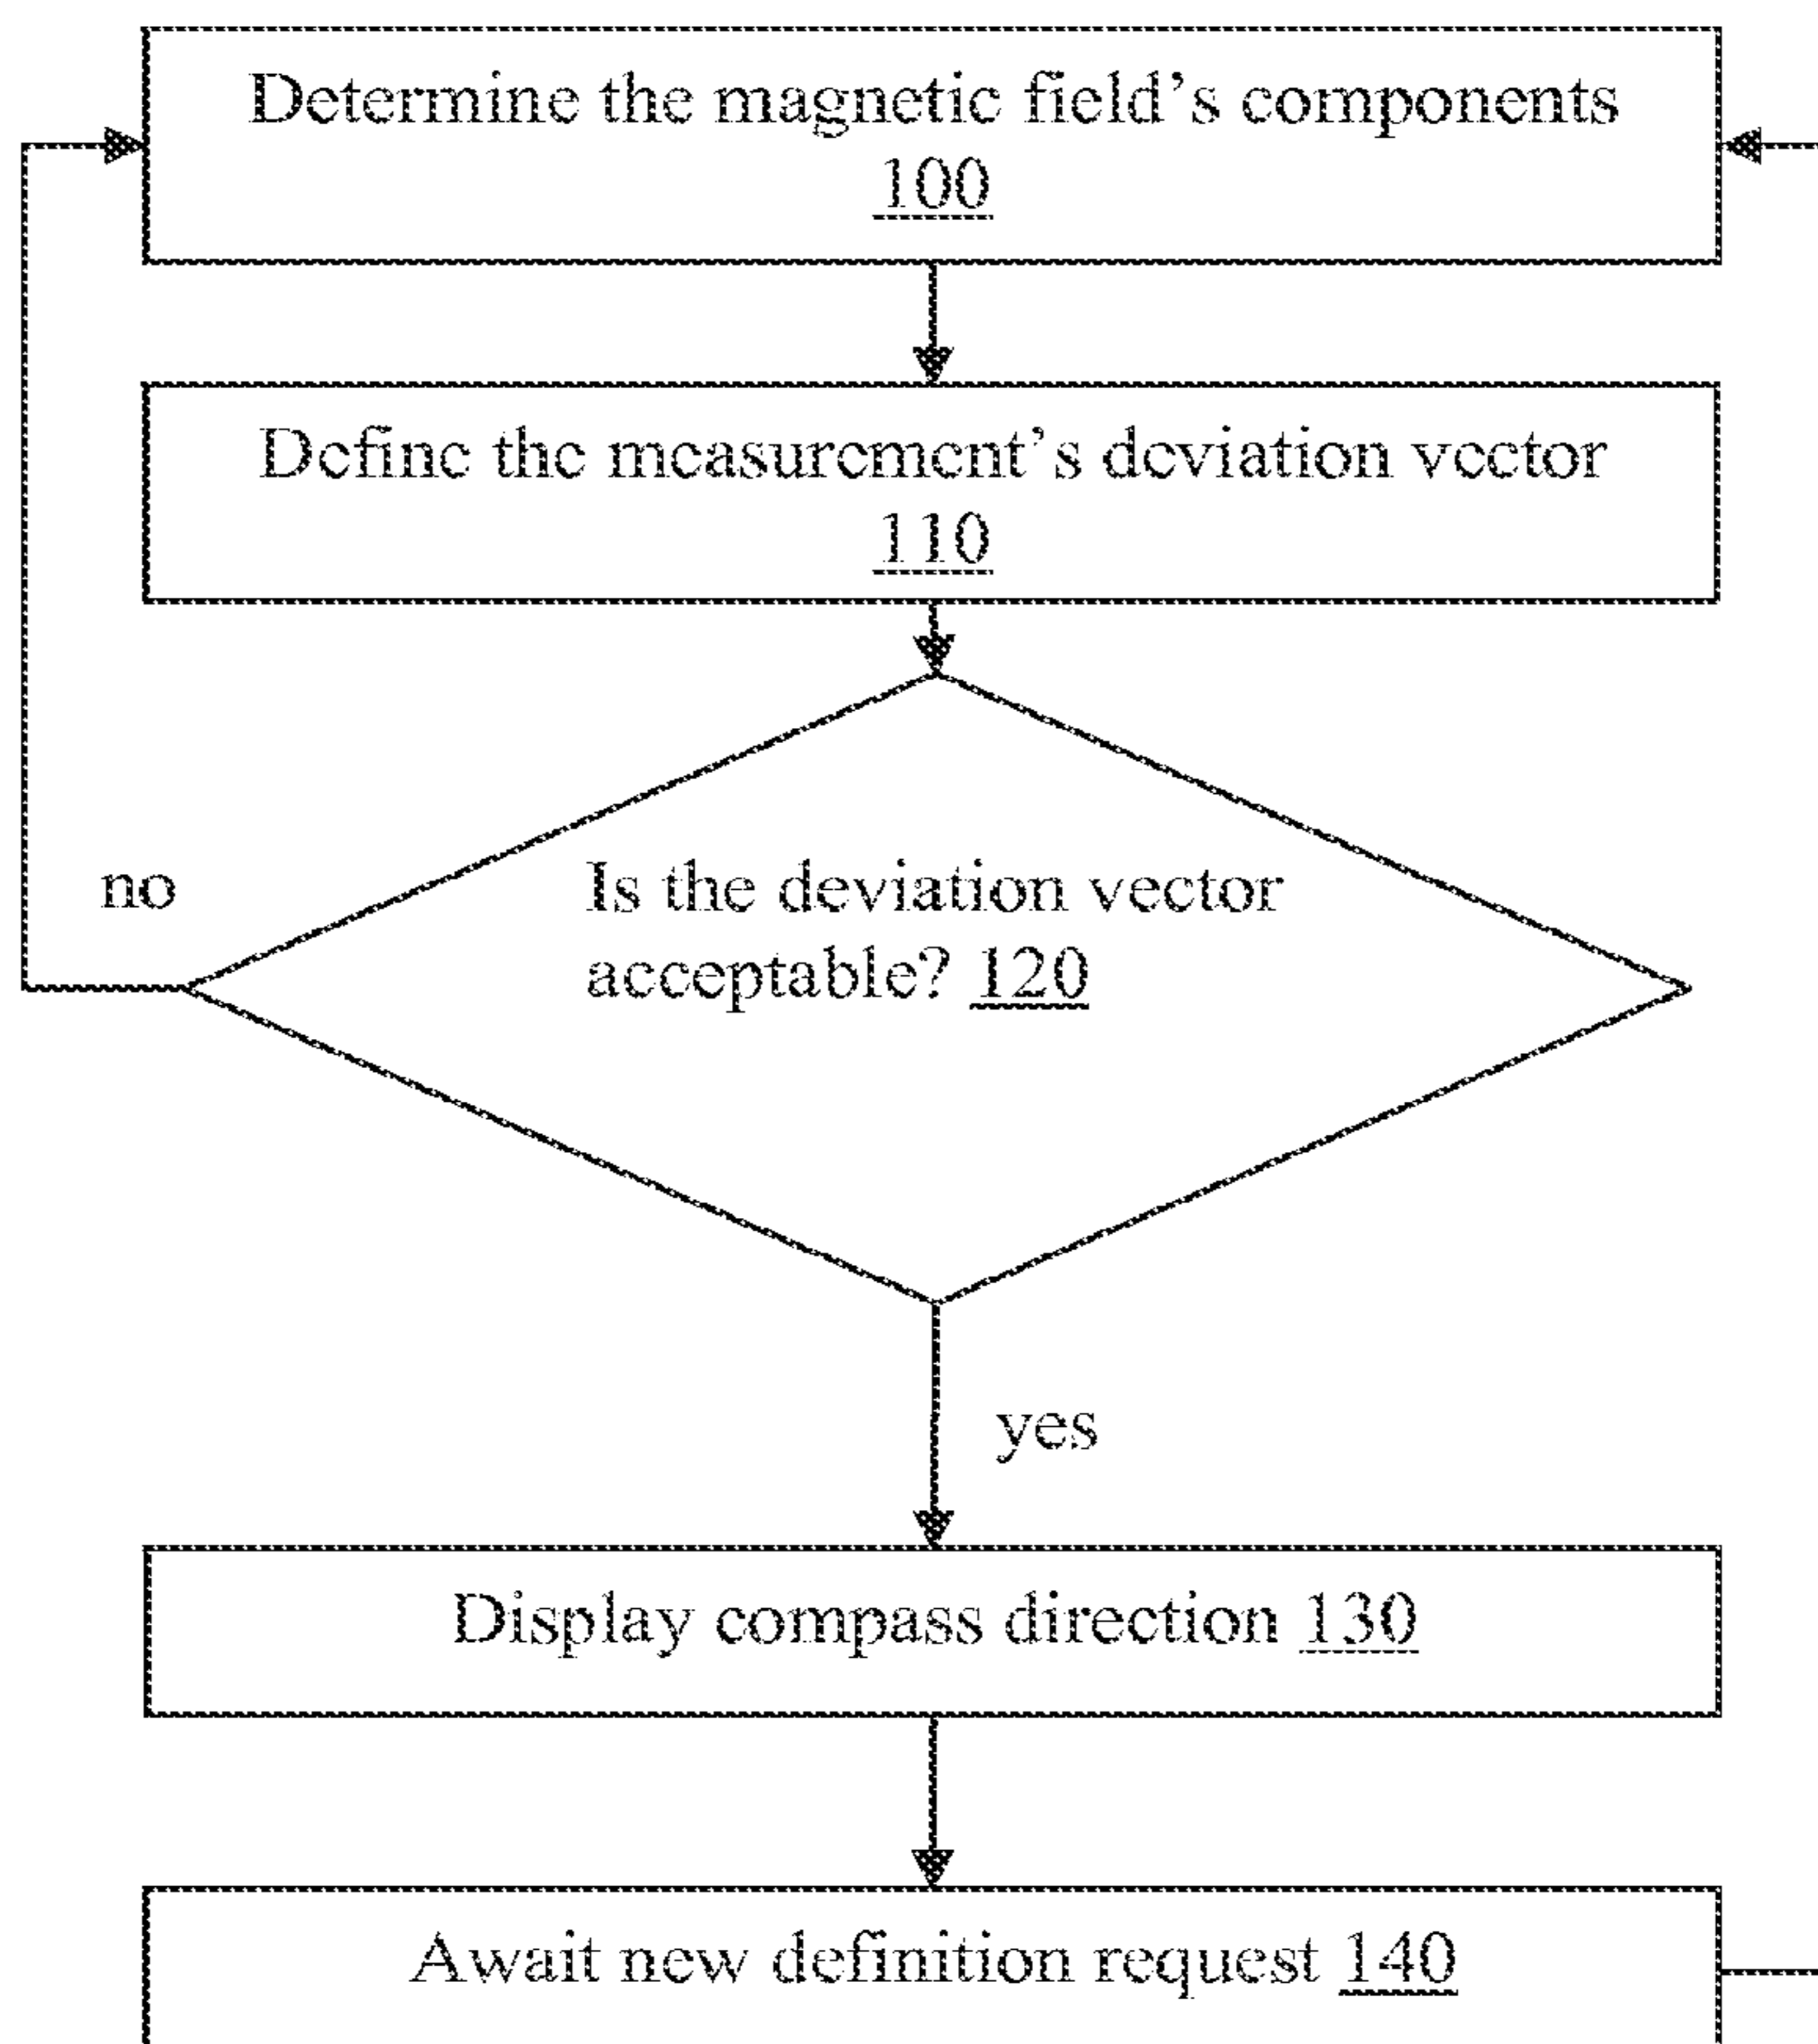 Determine the magnetic field's components
100
Define the measurement's deviation vector
110
Is the deviation vector
acceptable? 120
no
yes
Display compass direction 130
Await new definition request 140